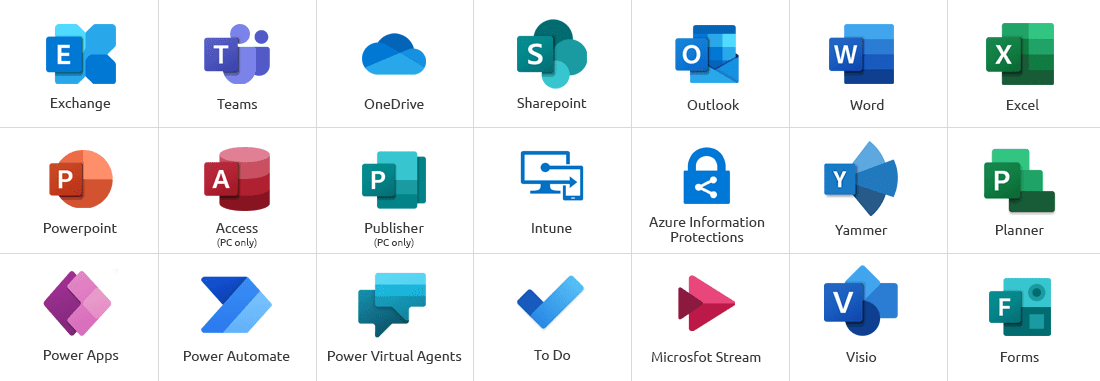 E
T
S
O
W
X
Exchange
Teams
OneDrive
Sharepoint
Outlook
Word
Excel
P
A
P
Y
P
Powerpoint
Access
(PC only)
Publisher
(PC only)
Intune
Azure Information
Protections
Yammer
Planner
V
F
Power Apps
Power Automate
Power Virtual Agents
To Do
Microsfot Stream
Visio
Forms